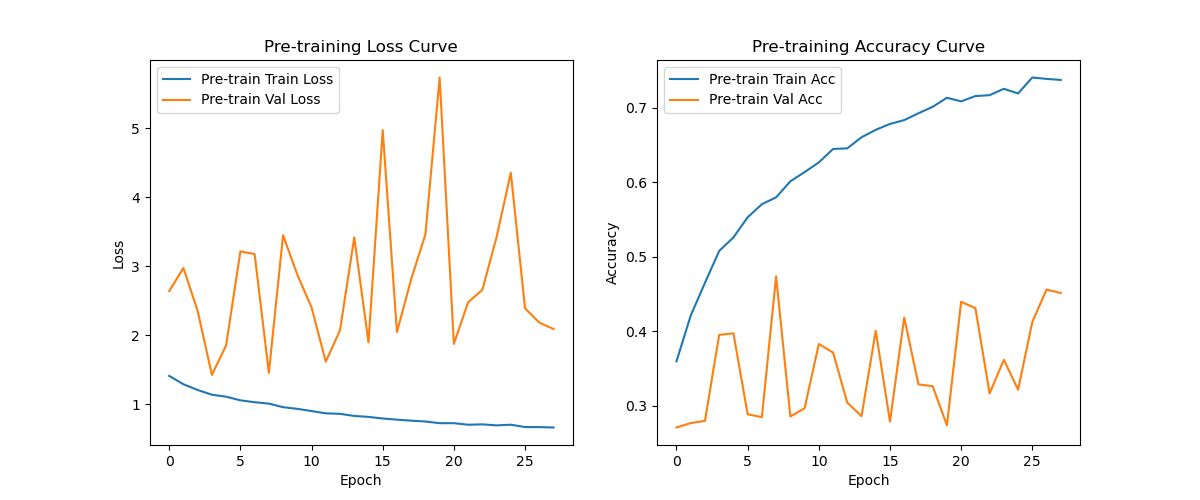 Pre-training Loss Curve
Pre-train Train Loss
Pre-train Val Loss
Loss
5
4
3
2
1
0 5 10 15 20 25
Epoch
Pre-training Accuracy Curve
Pre-train Train Acc
Pre-train Val Acc
Accuracy
0.7
0.6
0.5
0.4
0.3
0 5 10 15 20 25
Epoch